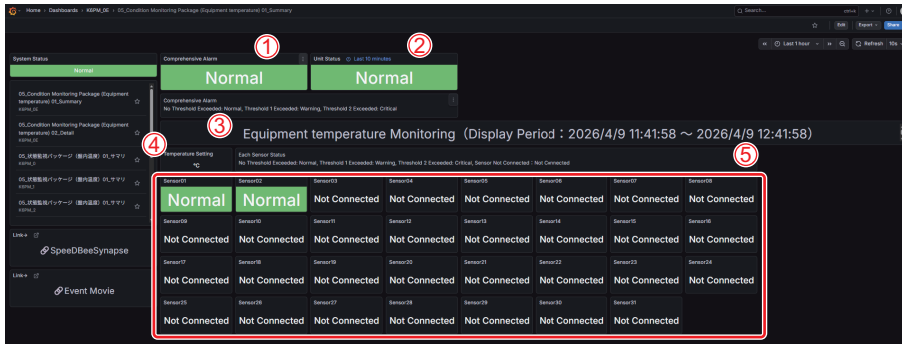 Home > Dashboards > K6PM_0E > 05_Condition Monitoring Package (Equipment temperature) 01_Summary
Search...
Edit
Export
Share
Last 1 hour
Refresh
10s
①
②
System Status
Normal
Comprehensive Alarm
Normal
Unit Status
Last 10 minutes
Normal
05_Condition Monitoring Package (Equipment
temperature) 01_Summary
K6PM_0E
05_Condition Monitoring Package (Equipment
temperature) 02_Detail
K6PM_0E
05_状態監視パッケージ（盤内温度）01_サマリ
05_状態監視パッケージ（盤内温度）01_サマリ
K6PM_1
05_状態監視パッケージ（盤内温度）01_サマリ
K6PM_2
Link+
SpeeDBeeSynapse
Link+
Event Movie
Comprehensive Alarm
No Threshold Exceeded: Normal, Threshold 1 Exceeded: Warning, Threshold 2 Exceeded: Critical
③
Equipment temperature Monitoring（Display Period：2026/4/9 11:41:58 ～ 2026/4/9 12:41:58）
④
Temperature Setting
℃
Each Sensor Status
No Threshold Exceeded: Normal, Threshold 1 Exceeded: Warning, Threshold 2 Exceeded: Critical, Sensor Not Connected : Not Connected
⑤
Sensor01 Sensor02 Sensor03 Sensor04 Sensor05 Sensor06 Sensor07 Sensor08
Normal Normal Not Connected Not Connected Not Connected Not Connected Not Connected Not Connected
Sensor09 Sensor10 Sensor11 Sensor12 Sensor13 Sensor14 Sensor15 Sensor16
Not Connected Not Connected Not Connected Not Connected Not Connected Not Connected Not Connected Not Connected
Sensor17 Sensor18 Sensor19 Sensor20 Sensor21 Sensor22 Sensor23 Sensor24
Not Connected Not Connected Not Connected Not Connected Not Connected Not Connected Not Connected Not Connected
Sensor25 Sensor26 Sensor27 Sensor28 Sensor29 Sensor30 Sensor31
Not Connected Not Connected Not Connected Not Connected Not Connected Not Connected Not Connected